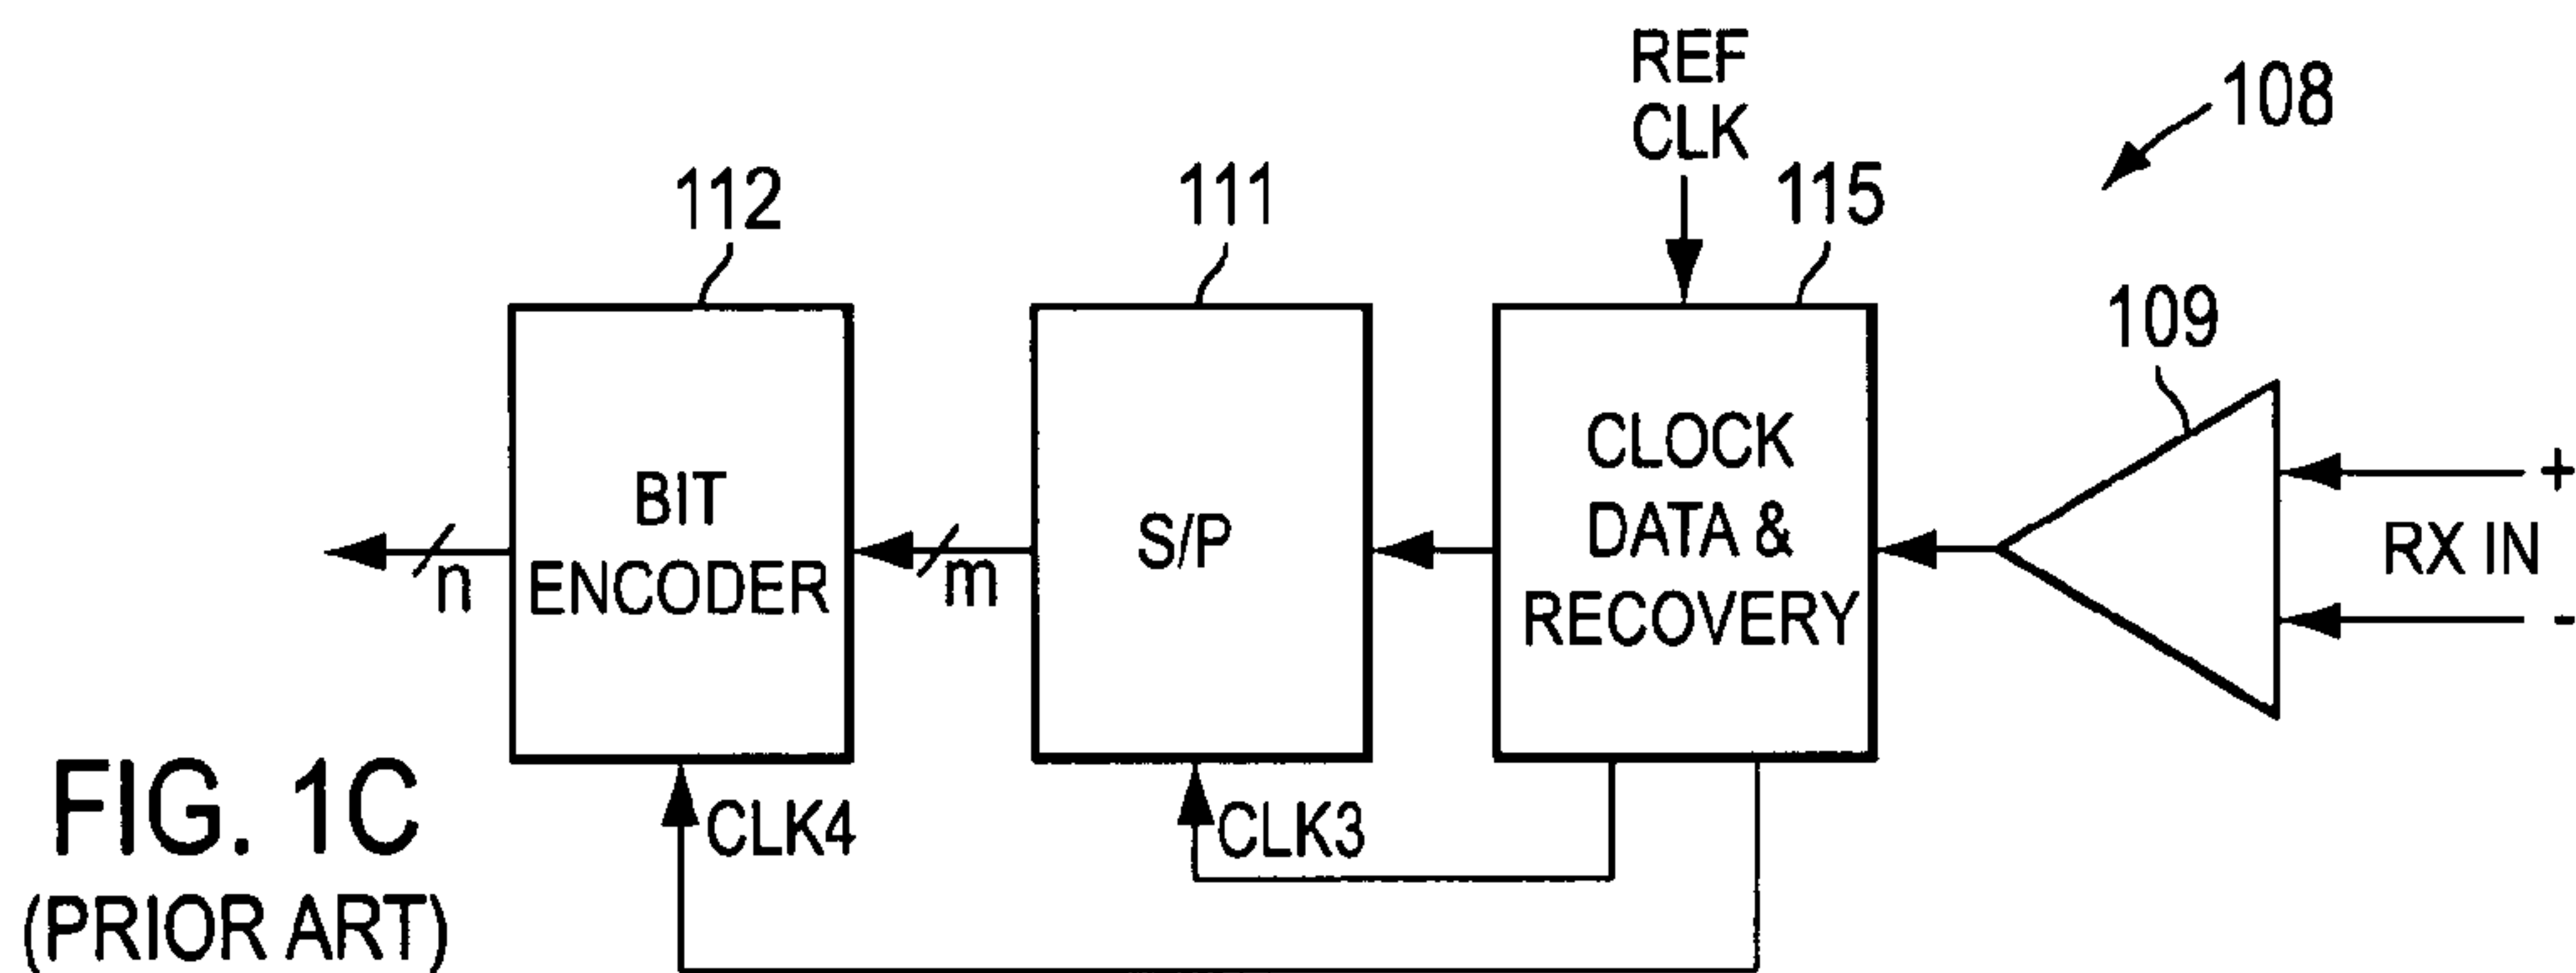 REF
CLK
108
112
111
115
109
BIT
ENCODER
S/P
CLOCK
DATA &
RECOVERY
+
RX IN
-
n
m
CLK4
CLK3
FIG. 1C
(PRIOR ART)